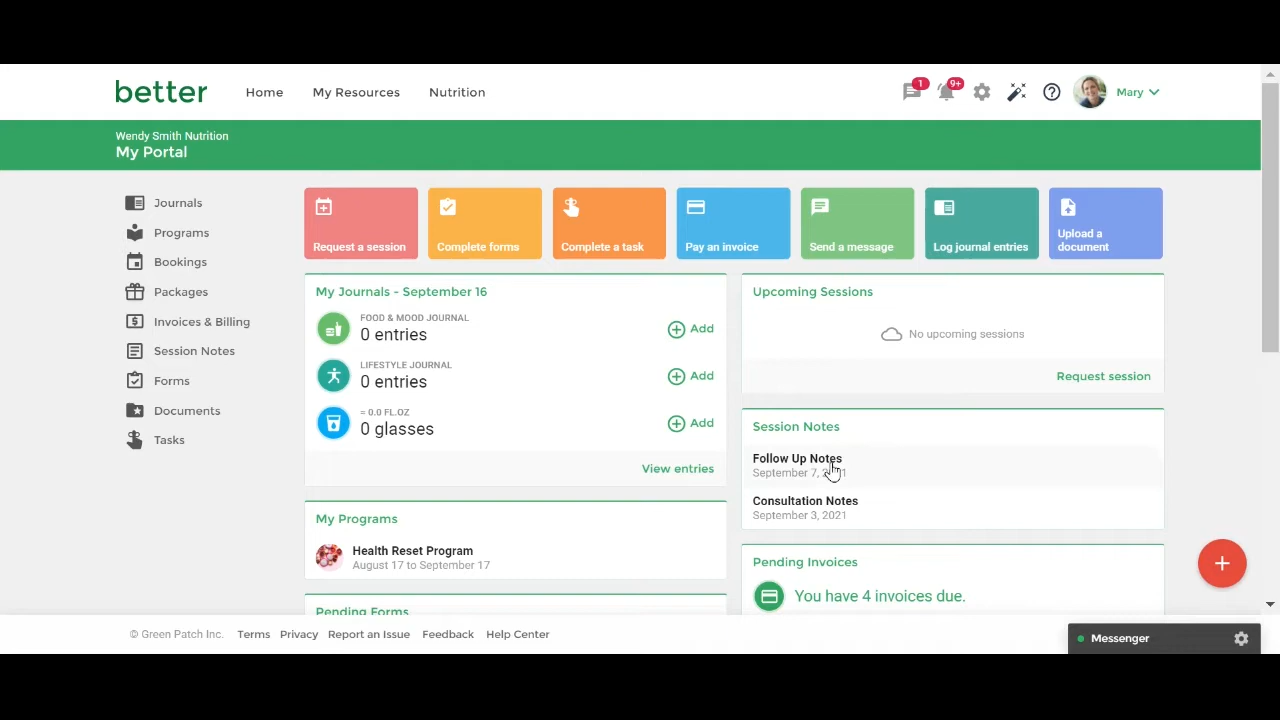 better
Home
My Resources
Nutrition
1
9+
Mary
Wendy Smith Nutrition
My Portal
Journals
Programs
Bookings
Packages
Invoices & Billing
Session Notes
Forms
Documents
Tasks
Request a session
Complete forms
Complete a task
Pay an invoice
Send a message
Log journal entries
Upload a
document
My Journals - September 16
FOOD & MOOD JOURNAL
0 entries
Add
LIFESTYLE JOURNAL
0 entries
Add
= 0.0 FL.OZ
0 glasses
Add
View entries
My Programs
Health Reset Program
August 17 to September 17
Pending Forms
Upcoming Sessions
No upcoming sessions
Request session
Session Notes
Follow Up Notes
September 7, 2021
Consultation Notes
September 3, 2021
Pending Invoices
You have 4 invoices due.
© Green Patch Inc.
Terms
Privacy
Report an Issue
Feedback
Help Center
Messenger